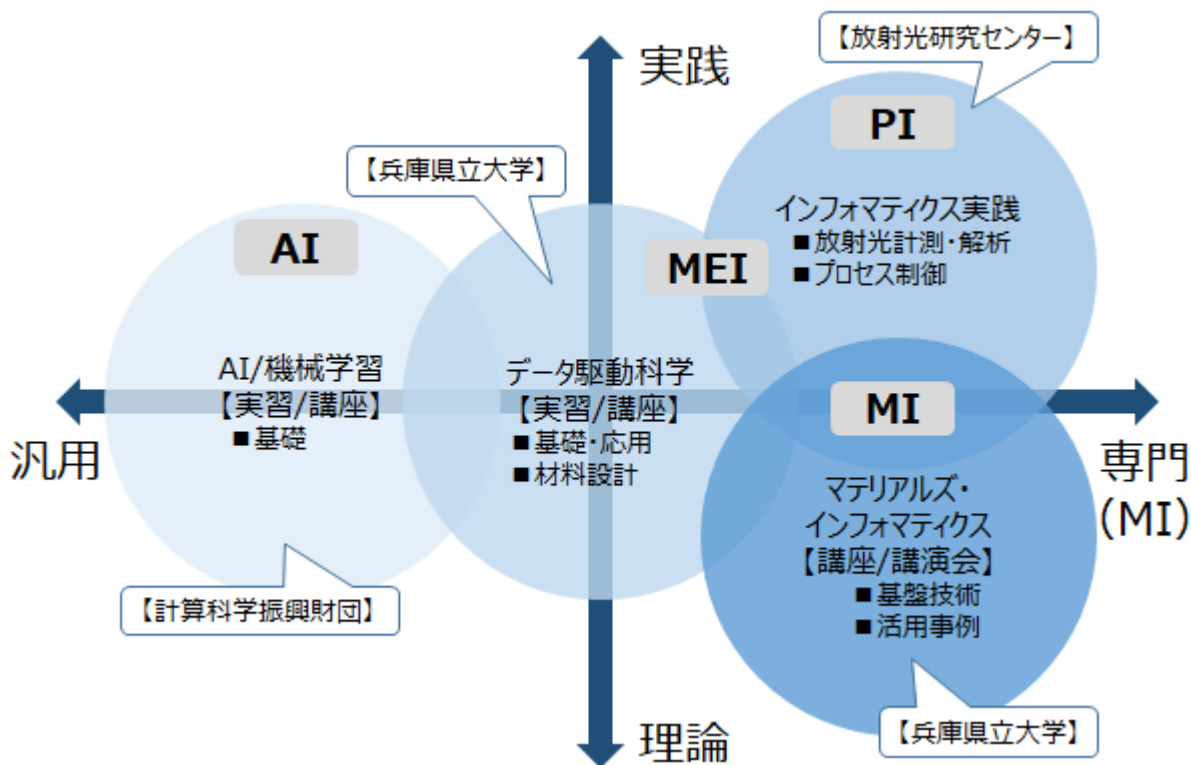 【放射光研究センター】
実践
PI
【兵庫県立大学】
インフォマティクス実践
■放射光計測・解析
■プロセス制御
AI
MEI
AI/機械学習
【実習/講座】
■基礎
データ駆動科学
【実習/講座】
■基礎・応用
■材料設計
MI
汎用
専門
(MI)
マテリアルズ・
インフォマティクス
【講座/講演会】
■基盤技術
■活用事例
【計算科学振興財団】
【兵庫県立大学】
理論